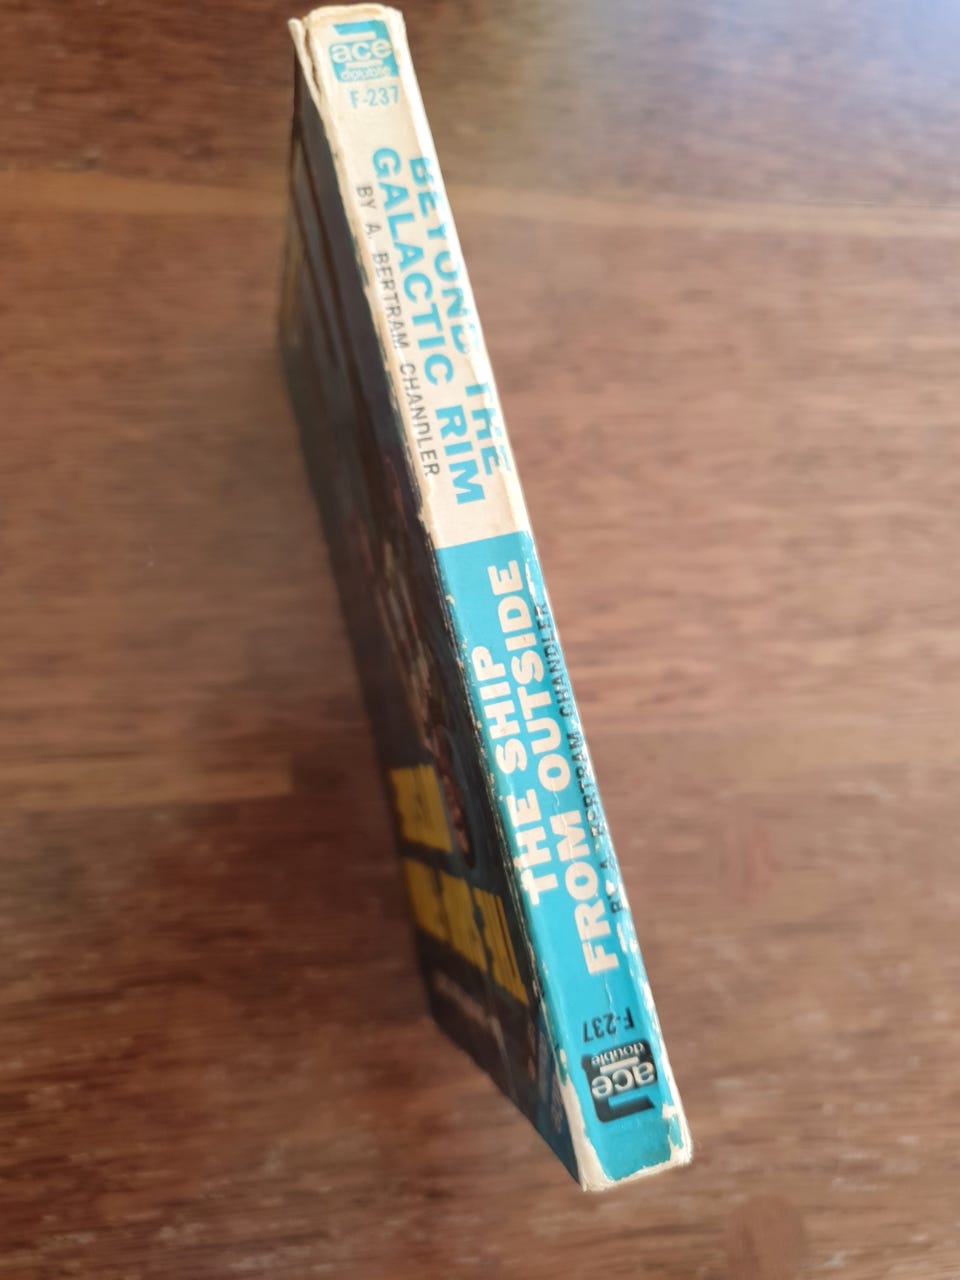 ace
double
F-237
BEYOND THE
GALACTIC RIM
BY A. BERTRAM CHANDLER
THE SHIP
FROM OUTSIDE
BY A. BERTRAM CHANDLER
F-237
ace
double